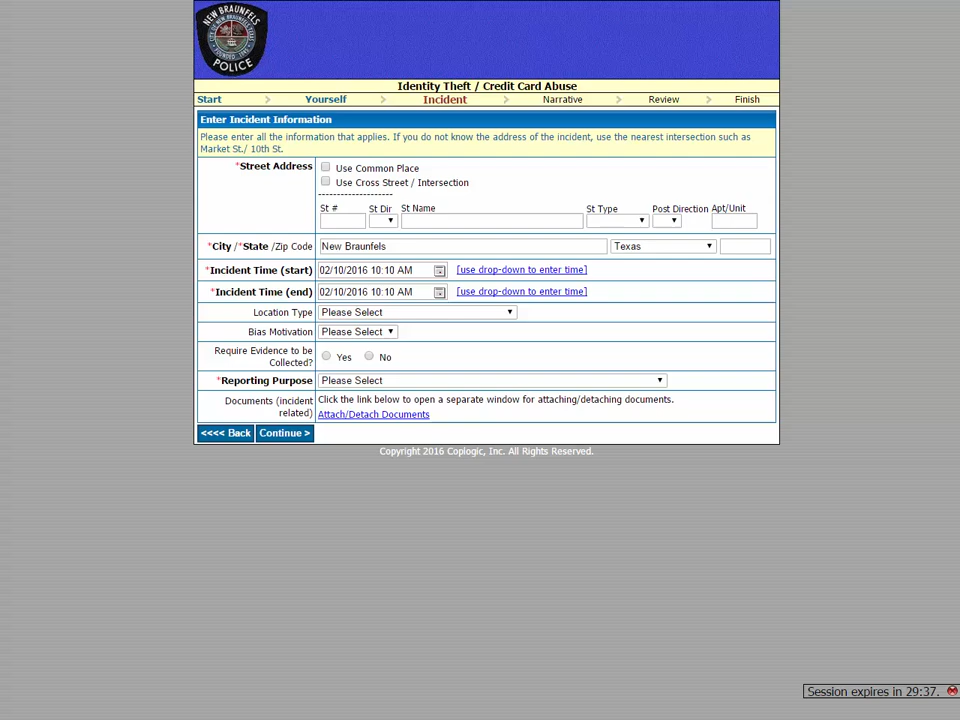 NEW BRAUNFELS
POLICE
Identity Theft / Credit Card Abuse
Start Yourself Incident Narrative Review Finish
Enter Incident Information
Please enter all the information that applies. If you do not know the address of the incident, use the nearest intersection such as
Market St./ 10th St.
*Street Address
Use Common Place
Use Cross Street / Intersection
--------------------
St # St Dir St Name St Type Post Direction Apt/Unit
*City /*State /Zip Code New Braunfels Texas
*Incident Time (start) 02/10/2016 10:10 AM [use drop-down to enter time]
*Incident Time (end) 02/10/2016 10:10 AM [use drop-down to enter time]
Location Type Please Select
Bias Motivation Please Select
Require Evidence to be
Collected? Yes No
*Reporting Purpose Please Select
Documents (incident
related)
Click the link below to open a separate window for attaching/detaching documents.
Attach/Detach Documents
<<<< Back Continue >
Copyright 2016 Coplogic, Inc. All Rights Reserved.
Session expires in 29:37.